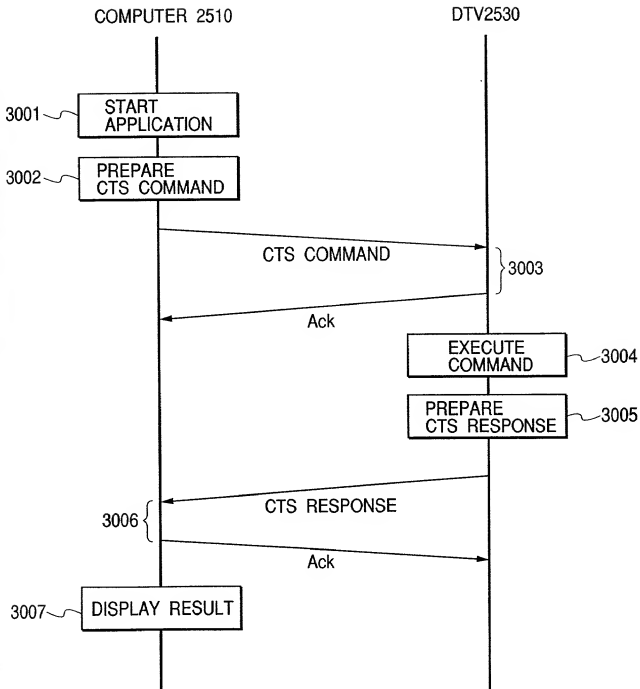 COMPUTER 2510
DTV2530
3001
START
APPLICATION
3002
PREPARE
CTS COMMAND
CTS COMMAND
3003
Ack
EXECUTE
COMMAND
3004
PREPARE
CTS RESPONSE
3005
CTS RESPONSE
3006
Ack
3007
DISPLAY RESULT